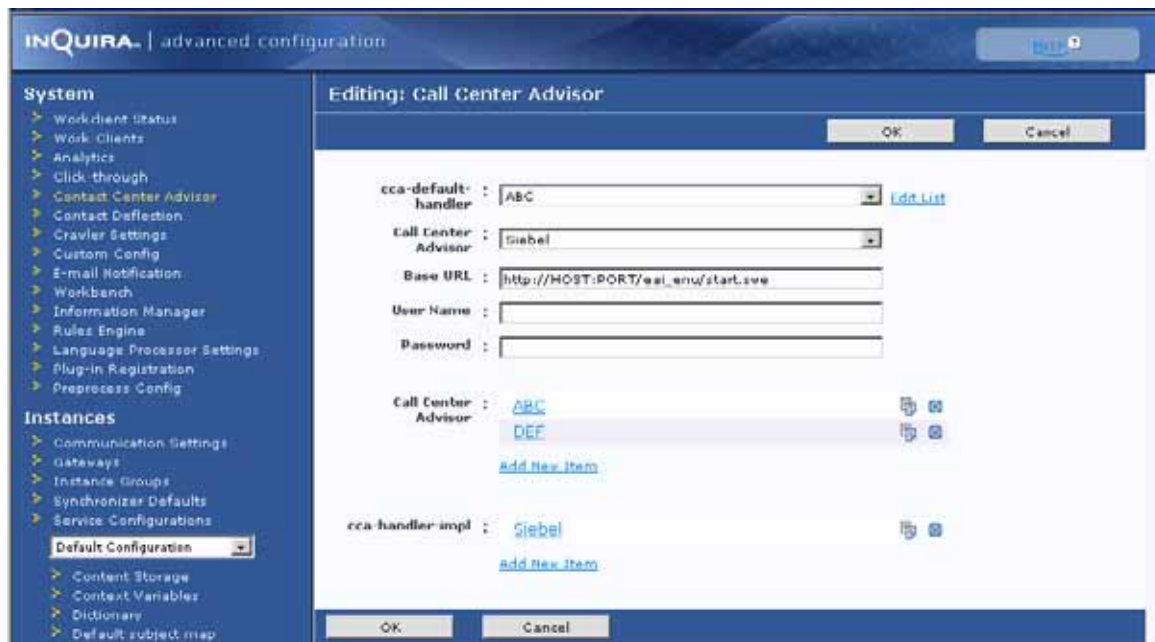 INQUIRA. | advanced configuration
HELP ?
System
Workclient Status
Work Clients
Analytics
Click-through
Contact Center Advisor
Contact Deflection
Crawler Settings
Custom Config
E-mail Notification
Workbench
Information Manager
Rules Engine
Language Processor Settings
Plug-in Registration
Preprocess Config
Instances
Communication Settings
Gateways
Instance Groups
Synchronizer Defaults
Service Configurations
Default Configuration
Content Storage
Context Variables
Dictionary
Default subject map
Editing: Call Center Advisor
OK Cancel
cca-default-handler : ABC Edit List
Call Center Advisor : Siebel
Base URL : http://HOST:PORT/eai_enu/start.swe
User Name :
Password :
Call Center Advisor : ABC
DEF
Add New Item
cca-handler-impl : Siebel
Add New Item
OK Cancel